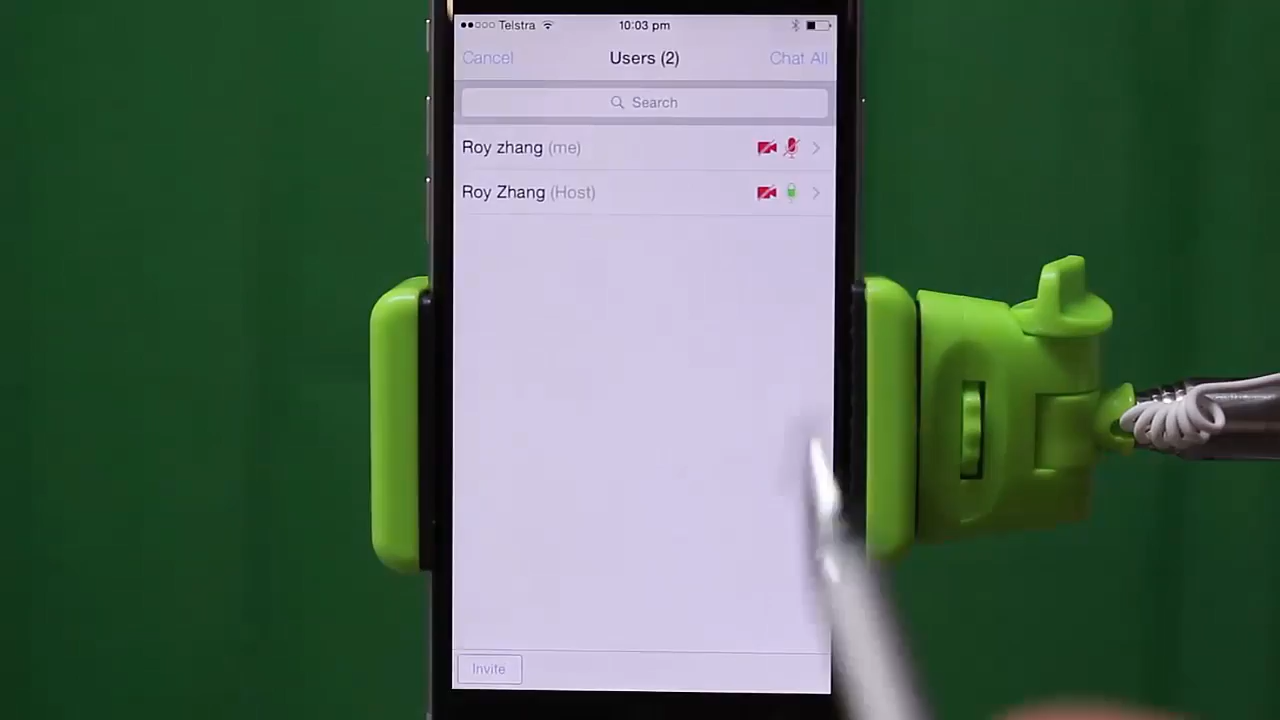 Telstra 10:03 pm
Cancel Users (2) Chat All
Search
Roy zhang (me)
Roy Zhang (Host)
Invite